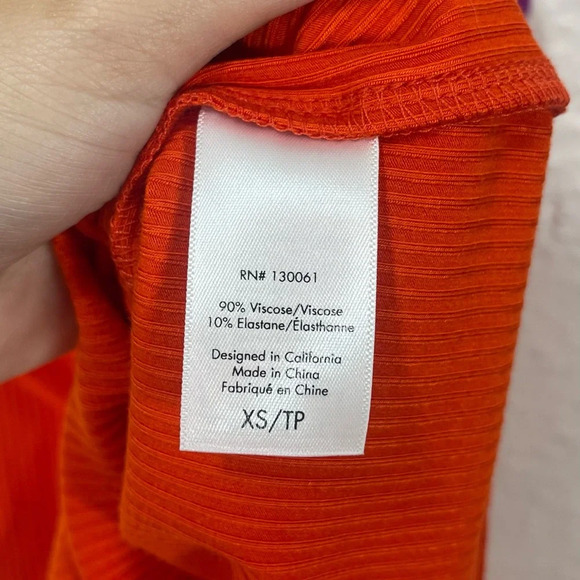 RN# 130061
90% Viscose/Viscose
10% Elastane/Élasthanne
Designed in California
Made in China
Fabriqué en Chine
XS/TP